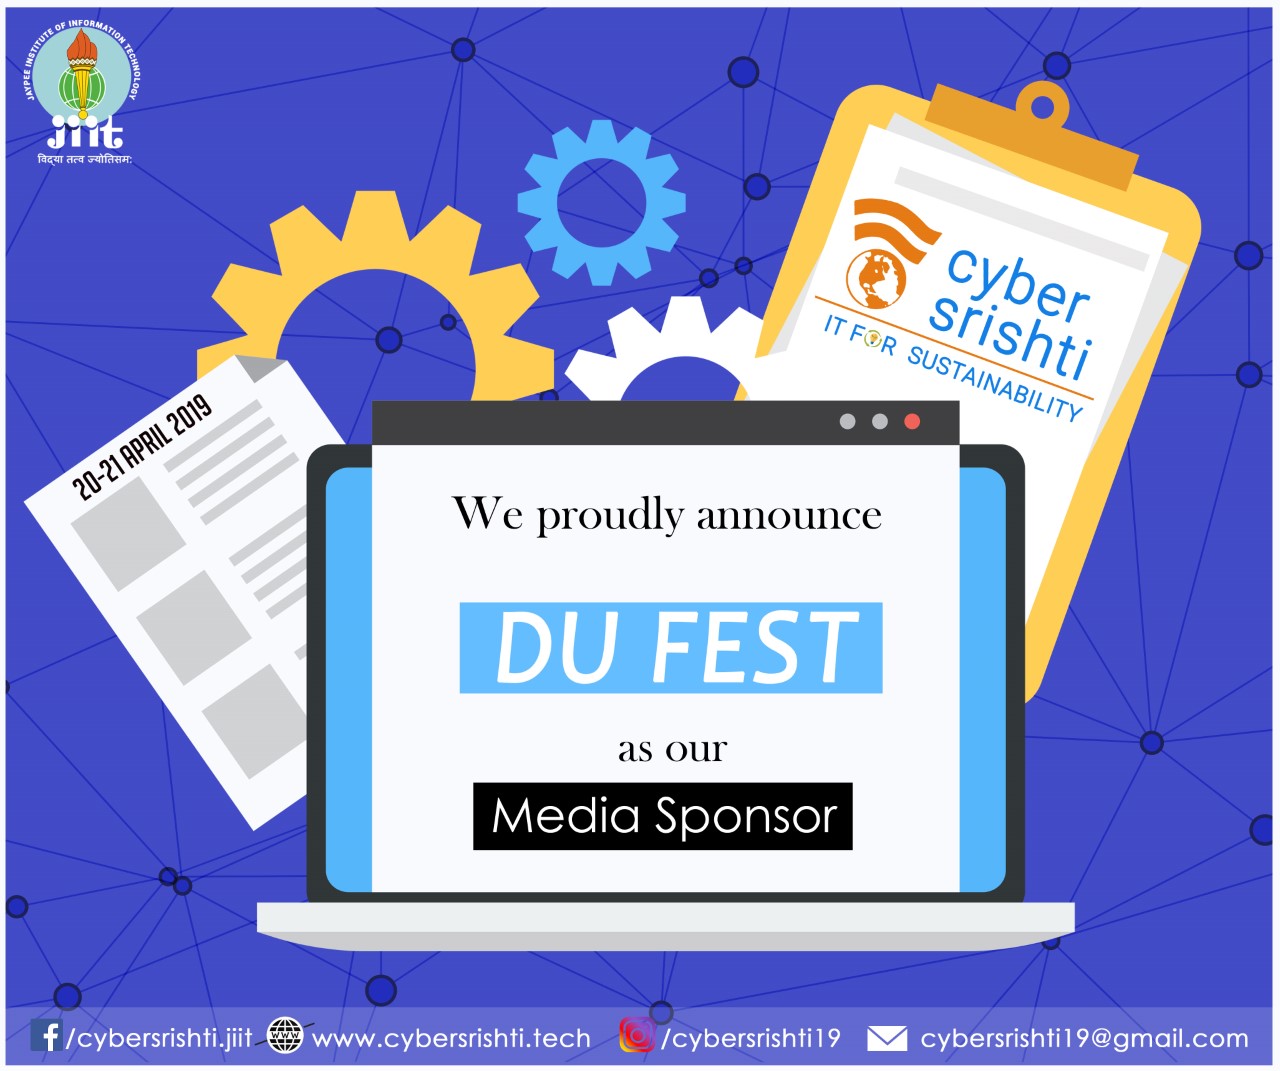 JAYPEE INSTITUTE OF INFORMATION TECHNOLOGY
jiit
विद्या तत्व ज्योतिसम:
cyber
srishti
IT FOR SUSTAINABILITY
20-21 APRIL 2019
We proudly announce
DU FEST
as our
Media Sponsor
f/cybersrishti.jiit WWW www.cybersrishti.tech /cybersrishti19 cybersrishti19@gmail.com